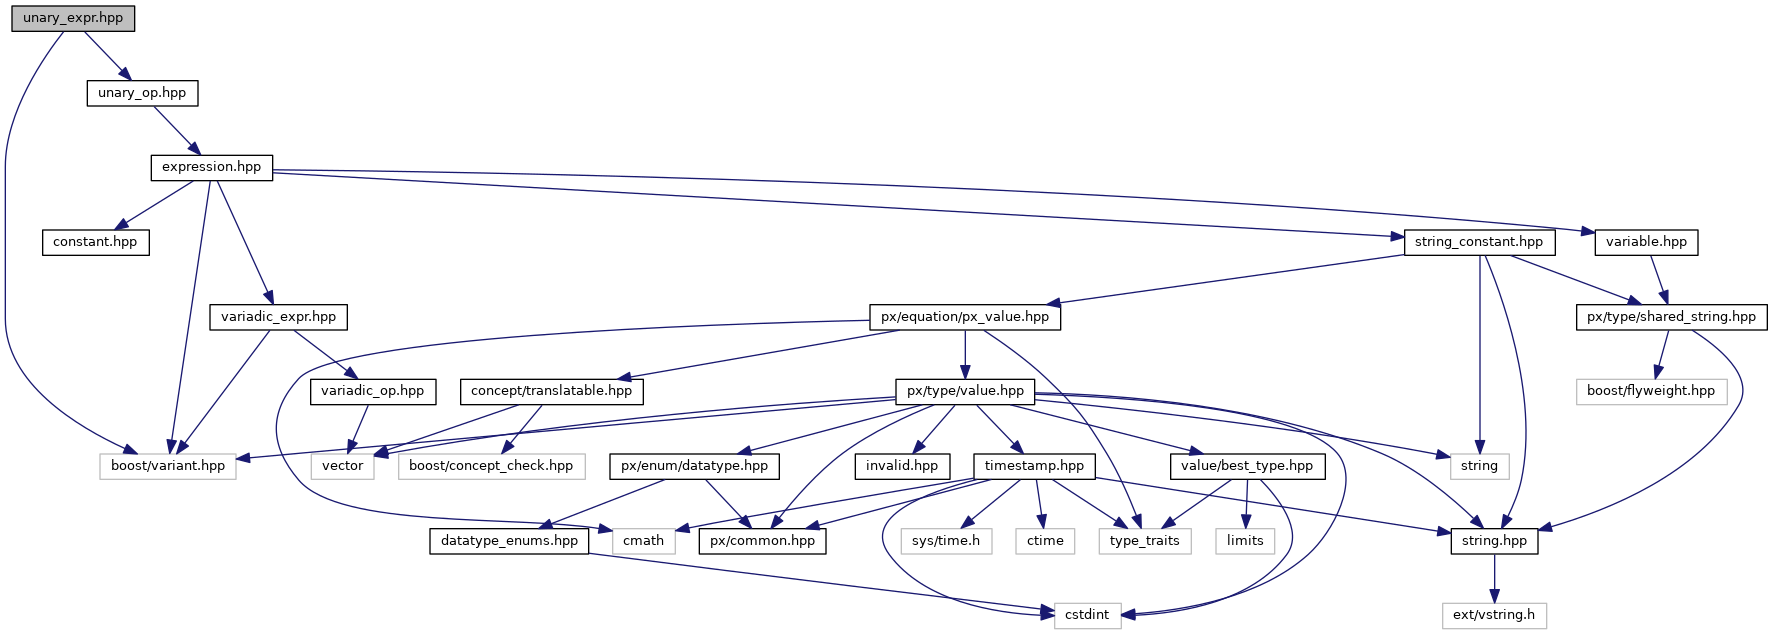 unary_expr.hpp
unary_op.hpp
expression.hpp
constant.hpp
string_constant.hpp
variable.hpp
variadic_expr.hpp
px/equation/px_value.hpp
px/type/shared_string.hpp
variadic_op.hpp
concept/translatable.hpp
px/type/value.hpp
boost/flyweight.hpp
boost/variant.hpp
vector
boost/concept_check.hpp
px/enum/datatype.hpp
invalid.hpp
timestamp.hpp
value/best_type.hpp
string
datatype_enums.hpp
cmath
px/common.hpp
sys/time.h
ctime
type_traits
limits
string.hpp
cstdint
ext/vstring.h